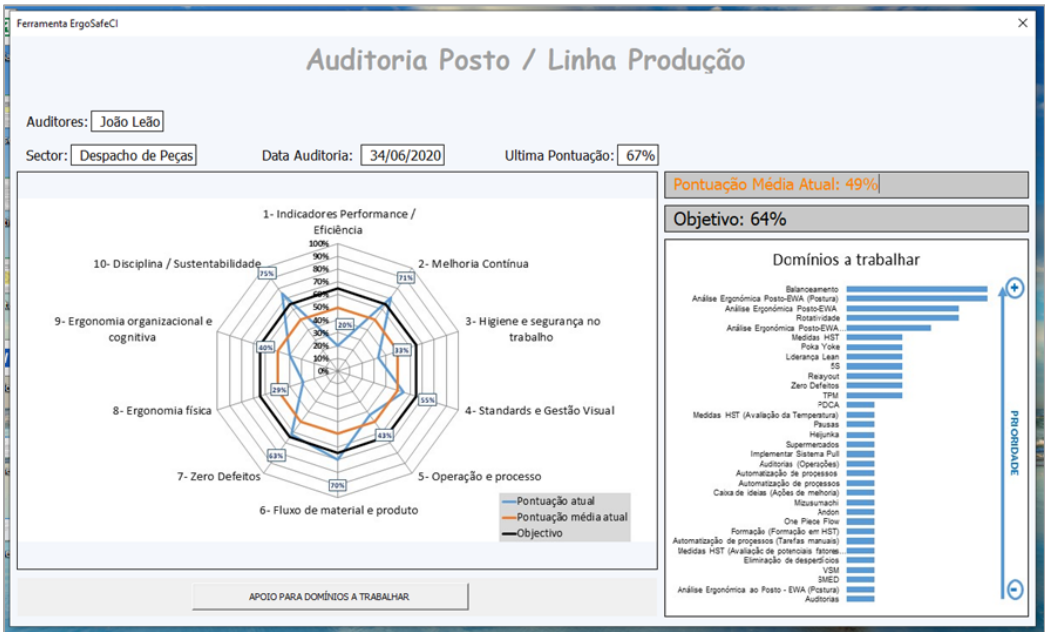 Ferramenta ErgoSafeCI
Auditoria Posto / Linha Produção
Auditores: João Leão
Sector: Despacho de Peças Data Auditoria: 34/06/2020 Ultima Pontuação: 67%
Pontuação Média Atual: 49%
Objetivo: 64%
1- Indicadores Performance /
Eficiência
2- Melhoria Contínua
3- Higiene e segurança no
trabalho
4- Standards e Gestão Visual
5- Operação e processo
6- Fluxo de material e produto
7- Zero Defeitos
8- Ergonomia física
9- Ergonomia organizacional e
cognitiva
10- Disciplina / Sustentabilidade
100%
90%
80%
70%
60%
50%
40%
30%
20%
10%
0%
20%
71%
33%
55%
43%
70%
63%
29%
40%
75%
Pontuação atual
Pontuação média atual
Objectivo
APOIO PARA DOMÍNIOS A TRABALHAR
Domínios a trabalhar
Balanceamento
Análise Ergonómica Posto-EWA (Postura)
Análise Ergonómica Posto-EWA
Rotatividade
Análise Ergonómica Posto-EWA...
Medidas HST
Poka Yoke
Liderança Lean
5S
Relayout
Zero Defeitos
TPM
PDCA
Medidas HST (Avaliação da Temperatura)
Pausas
Heijunka
Supermercados
Implementar Sistema Pull
Auditorias (Operações)
Automatização de processos
Automatização de processos
Caixa de ideias (Ações de melhoria)
Mizusumachi
Andon
One Piece Flow
Formação (Formação em HST)
Automatização de processos (Tarefas manuais)
Medidas HST (Avaliação de potenciais fatores...
Eliminação de desperdícios
VSM
SMED
Análise Ergonómica ao Posto - EWA (Postura)
Auditorias
PRIORIDADE